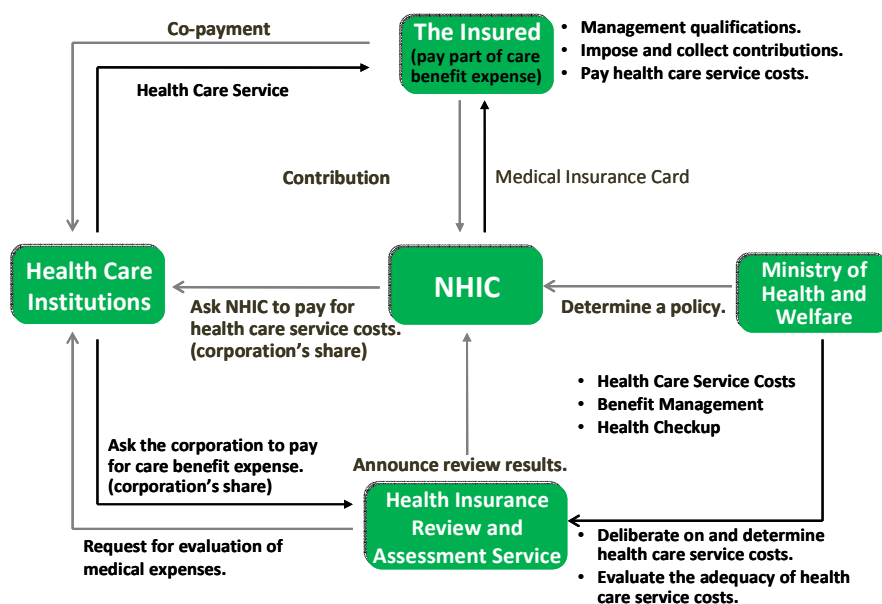 Co-payment
The Insured
(pay part of care
benefit expense)
• Management qualifications.
• Impose and collect contributions.
• Pay health care service costs.
Health Care Service
Contribution
Medical Insurance Card
Health Care
Institutions
NHIC
Ministry of
Health and
Welfare
Ask NHIC to pay for
health care service costs.
(corporation’s share)
Determine a policy.
• Health Care Service Costs
• Benefit Management
• Health Checkup
Ask the corporation to pay
for care benefit expense.
(corporation’s share)
Announce review results.
Health Insurance
Review and
Assessment Service
Request for evaluation of
medical expenses.
• Deliberate on and determine
health care service costs.
• Evaluate the adequacy of health
care service costs.